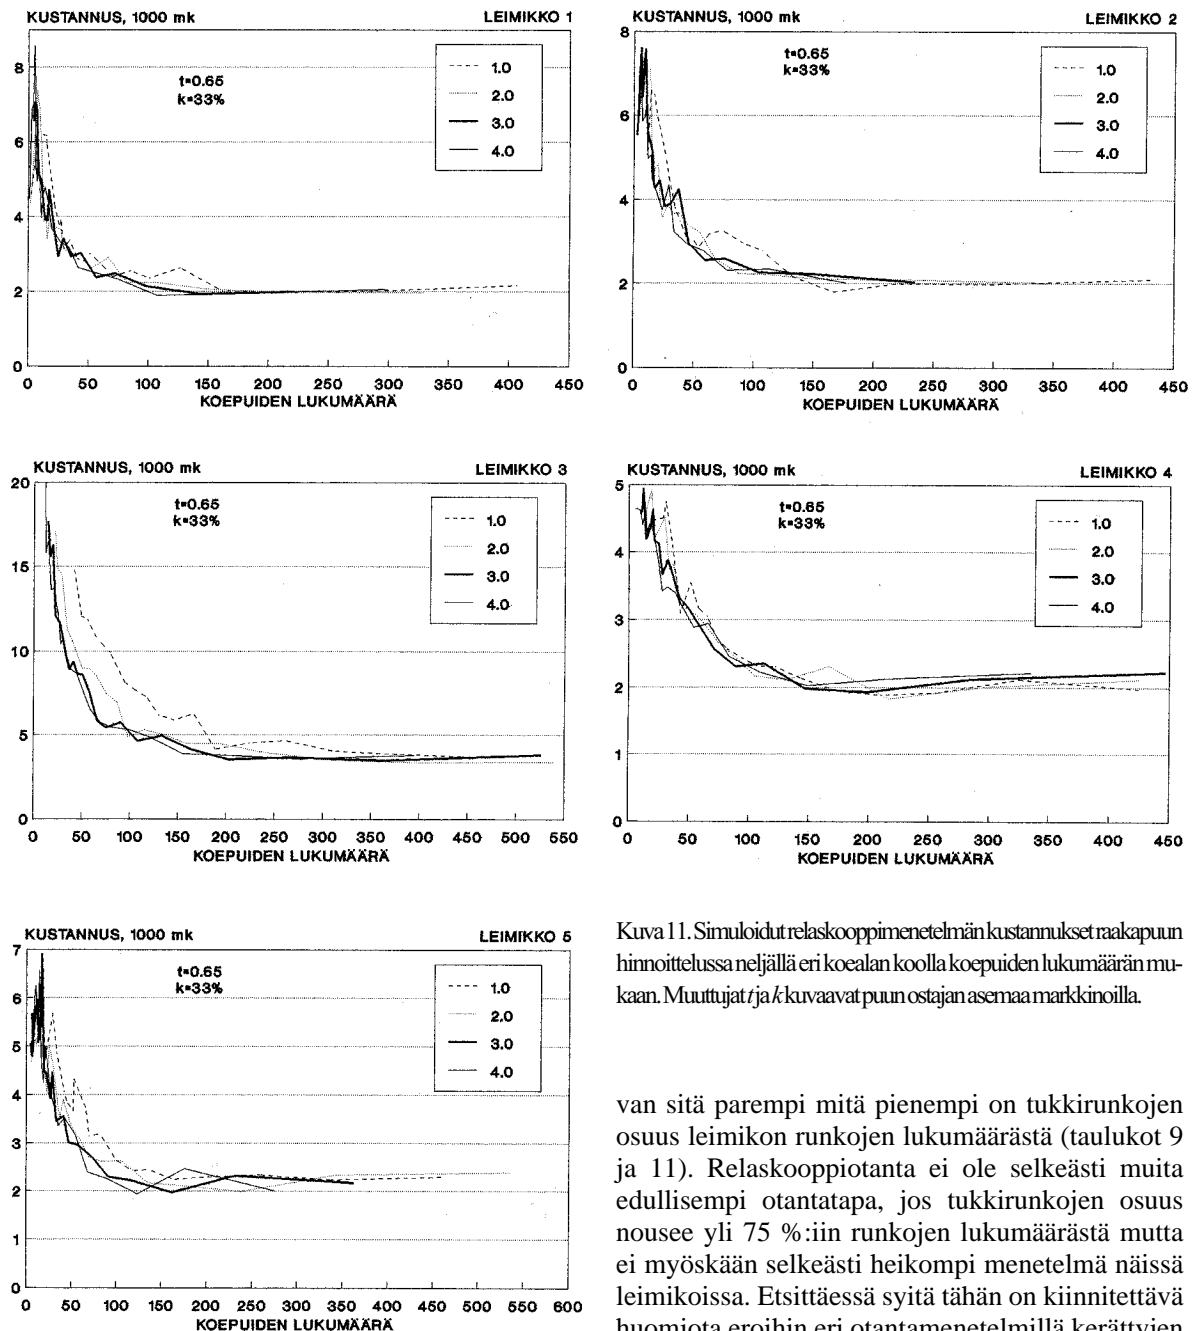 KUSTANNUS, 1000 mk LEIMIKKO 1
8
6
4
2
0
t=0.65
k=33%
1.0
2.0
3.0
4.0
0 50 100 150 200 250 300 350 400 450
KOEPUIDEN LUKUMÄÄRÄ
KUSTANNUS, 1000 mk LEIMIKKO 2
8
6
4
2
0
t=0.65
k=33%
1.0
2.0
3.0
4.0
0 50 100 150 200 250 300 350 400 450
KOEPUIDEN LUKUMÄÄRÄ
KUSTANNUS, 1000 mk LEIMIKKO 3
20
15
10
5
0
t=0.65
k=33%
1.0
2.0
3.0
4.0
0 50 100 150 200 250 300 350 400 450 500 550
KOEPUIDEN LUKUMÄÄRÄ
KUSTANNUS, 1000 mk LEIMIKKO 4
5
4
3
2
1
0
t=0.65
k=33%
1.0
2.0
3.0
4.0
0 50 100 150 200 250 300 350 400 450
KOEPUIDEN LUKUMÄÄRÄ
KUSTANNUS, 1000 mk LEIMIKKO 5
7
6
5
4
3
2
1
0
t=0.65
k=33%
1.0
2.0
3.0
4.0
0 50 100 150 200 250 300 350 400 450 500 550 600
KOEPUIDEN LUKUMÄÄRÄ
Kuva 11. Simuloidut relaskooppimenetelmän kustannukset raakapuun
hinnoittelussa neljällä eri koealan koolla koepuiden lukumäärän mu-
kaan. Muuttujat t ja k kuvaavat puun ostajan asemaa markkinoilla.
van sitä parempi mitä pienempi on tukkirunkojen
osuus leimikon runkojen lukumäärästä (taulukot 9
ja 11). Relaskooppiotanta ei ole selkeästi muita
edullisempi otantatapa, jos tukkirunkojen osuus
nousee yli 75 %:iin runkojen lukumäärästä mutta
ei myöskään selkeästi heikompi menetelmä näissä
leimikoissa. Etsittäessä syitä tähän on kiinnitettävä
huomiota eroihin eri otantamenetelmillä kerättyjen